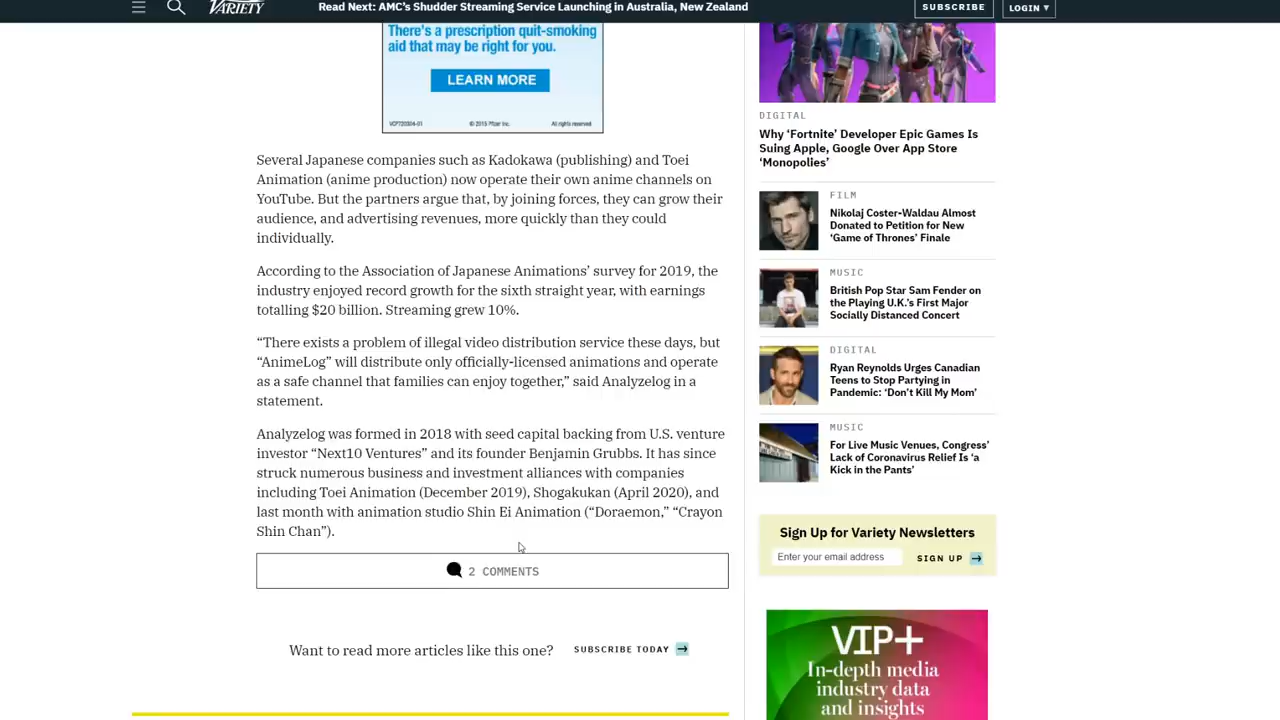 VARIETY
Read Next: AMC's Shudder Streaming Service Launching in Australia, New Zealand
SUBSCRIBE
LOGIN ▾
There's a prescription quit-smoking
aid that may be right for you.
LEARN MORE
VCP720304-01
© 2015 Pfizer Inc.
All rights reserved
Several Japanese companies such as Kadokawa (publishing) and Toei
Animation (anime production) now operate their own anime channels on
YouTube. But the partners argue that, by joining forces, they can grow their
audience, and advertising revenues, more quickly than they could
individually.
According to the Association of Japanese Animations' survey for 2019, the
industry enjoyed record growth for the sixth straight year, with earnings
totalling $20 billion. Streaming grew 10%.
“There exists a problem of illegal video distribution service these days, but
“AnimeLog” will distribute only officially-licensed animations and operate
as a safe channel that families can enjoy together,” said Analyzelog in a
statement.
Analyzelog was formed in 2018 with seed capital backing from U.S. venture
investor “Next10 Ventures” and its founder Benjamin Grubbs. It has since
struck numerous business and investment alliances with companies
including Toei Animation (December 2019), Shogakukan (April 2020), and
last month with animation studio Shin Ei Animation (“Doraemon,” “Crayon
Shin Chan”).
2 COMMENTS
Want to read more articles like this one?
SUBSCRIBE TODAY →
DIGITAL
Why ‘Fortnite’ Developer Epic Games Is
Suing Apple, Google Over App Store
‘Monopolies’
FILM
Nikolaj Coster-Waldau Almost
Donated to Petition for New
‘Game of Thrones’ Finale
MUSIC
British Pop Star Sam Fender on
the Playing U.K.’s First Major
Socially Distanced Concert
DIGITAL
Ryan Reynolds Urges Canadian
Teens to Stop Partying in
Pandemic: ‘Don’t Kill My Mom’
MUSIC
For Live Music Venues, Congress’
Lack of Coronavirus Relief Is ‘a
Kick in the Pants’
Sign Up for Variety Newsletters
Enter your email address
SIGN UP →
VIP+
In-depth media
industry data
and insights